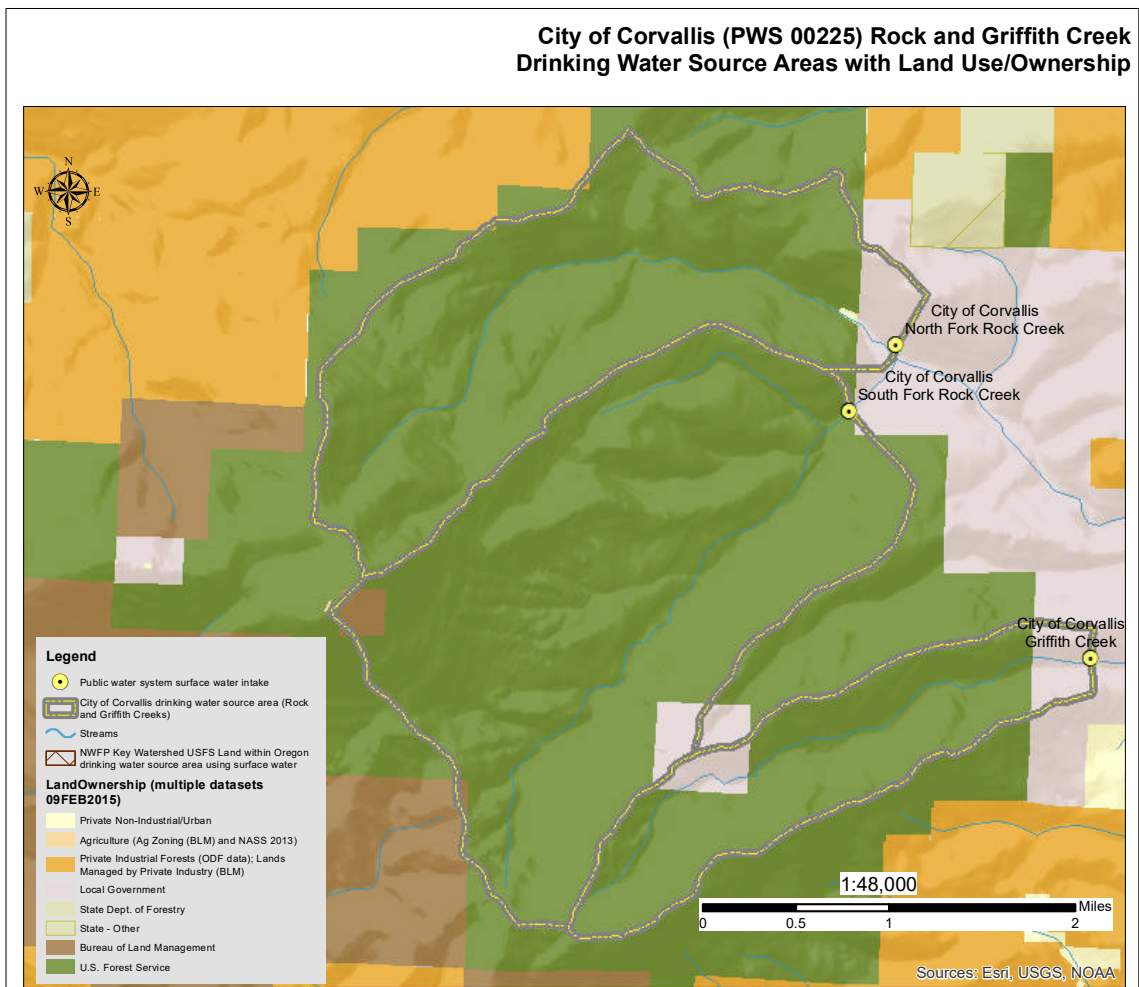 City of Corvallis (PWS 00225) Rock and Griffith Creek
Drinking Water Source Areas with Land Use/Ownership
N
W E
S
City of Corvallis
North Fork Rock Creek
City of Corvallis
South Fork Rock Creek
City of Corvallis
Griffith Creek
Legend
Public water system surface water intake
City of Corvallis drinking water source area (Rock
and Griffith Creeks)
Streams
NWFP Key Watershed USFS Land within Oregon
drinking water source area using surface water
LandOwnership (multiple datasets
09FEB2015)
Private Non-Industrial/Urban
Agriculture (Ag Zoning (BLM) and NASS 2013)
Private Industrial Forests (ODF data); Lands
Managed by Private Industry (BLM)
Local Government
State Dept. of Forestry
State - Other
Bureau of Land Management
U.S. Forest Service
1:48,000
Miles
0 0.5 1 2
Sources: Esri, USGS, NOAA